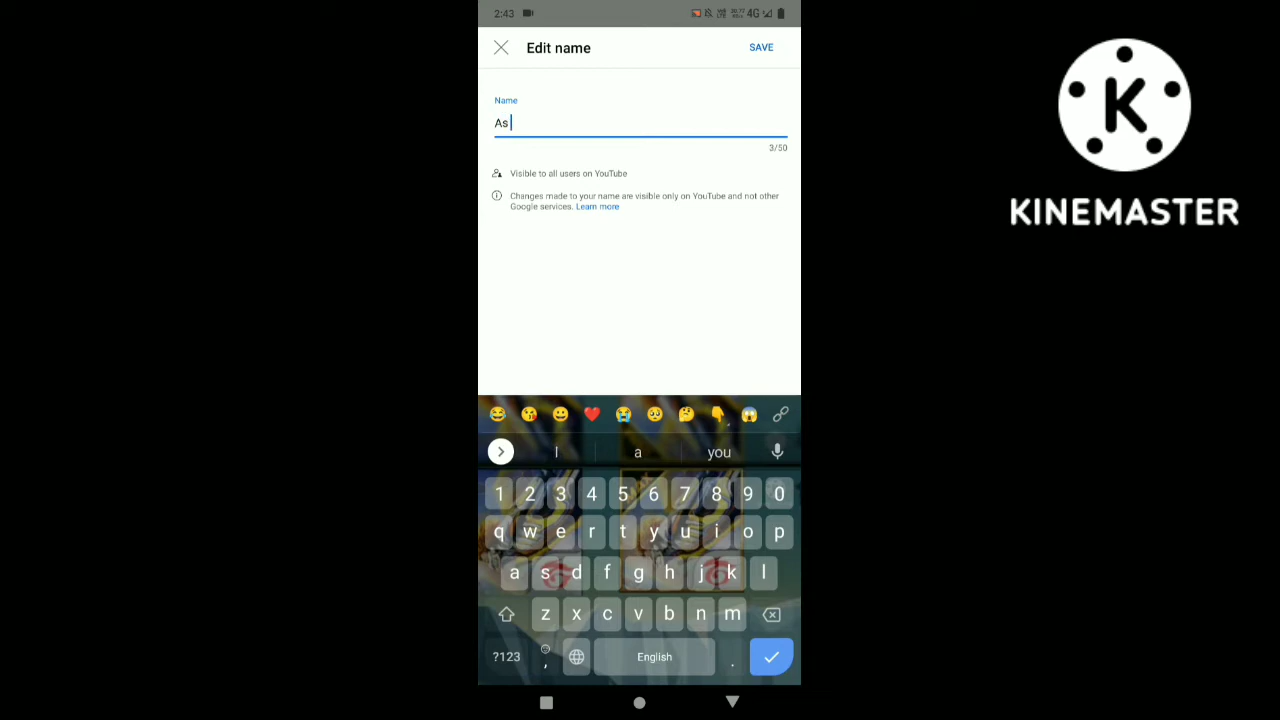 2:43 4G
Edit name
SAVE
Name
As
3/50
Visible to all users on YouTube
Changes made to your name are visible only on YouTube and not other
Google services. Learn more
I a you
1 2 3 4 5 6 7 8 9 0
q w e r t y u i o p
a s d f g h j k l
z x c v b n m
?123 , English .
K
KINEMASTER